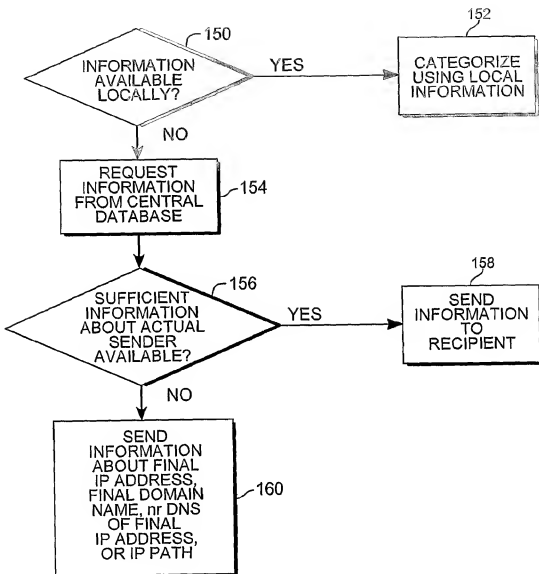 150
INFORMATION
AVAILABLE
LOCALLY?
YES
152
CATEGORIZE
USING LOCAL
INFORMATION
NO
REQUEST
INFORMATION
FROM CENTRAL
DATABASE
154
156
SUFFICIENT
INFORMATION
ABOUT ACTUAL
SENDER
AVAILABLE?
YES
158
SEND
INFORMATION
TO
RECIPIENT
NO
SEND
INFORMATION
ABOUT FINAL
IP ADDRESS,
FINAL DOMAIN
NAME, nr DNS
OF FINAL
IP ADDRESS,
OR IP PATH
160